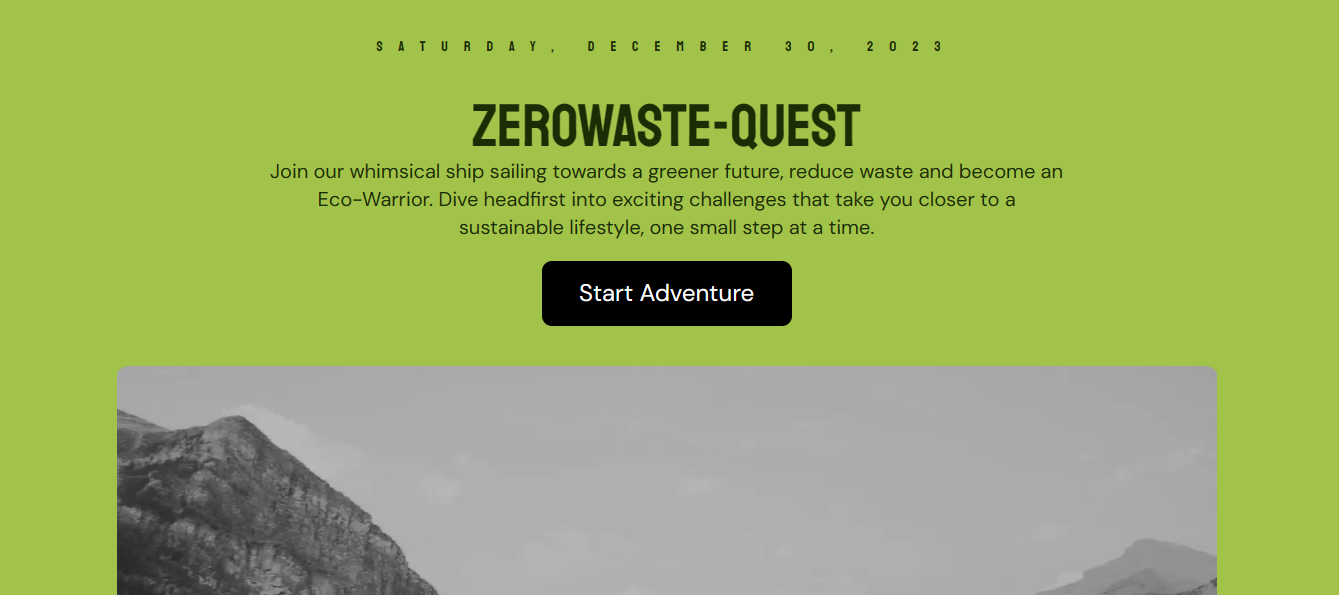 SATURDAY, DECEMBER 30, 2023
ZEROWASTE-QUEST
Join our whimsical ship sailing towards a greener future, reduce waste and become an
Eco-Warrior. Dive headfirst into exciting challenges that take you closer to a
sustainable lifestyle, one small step at a time.
Start Adventure